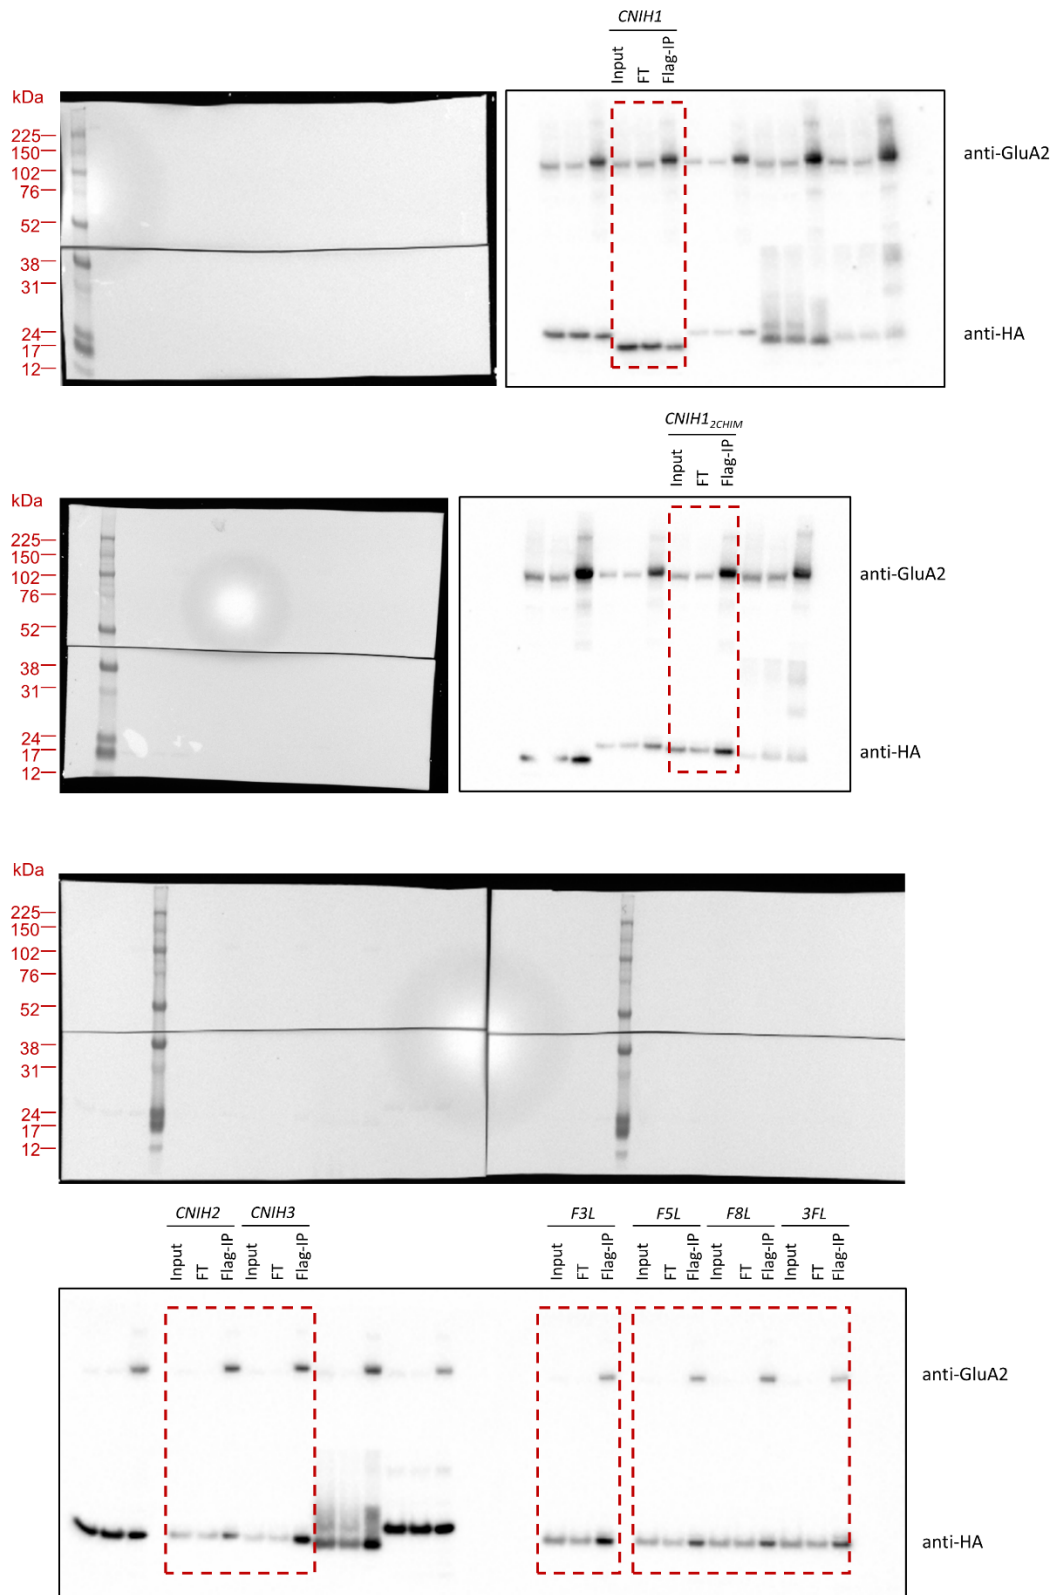 CNIH1
Input FT Flag-IP
kDa
225
150
102
76
52
38
31
24
17
12
anti-GluA2
anti-HA
CNIH12CHIM
Input FT Flag-IP
kDa
225
150
102
76
52
38
31
24
17
12
anti-GluA2
anti-HA
kDa
225
150
102
76
52
38
31
24
17
12
CNIH2 CNIH3 F3L F5L F8L 3FL
Input FT Flag-IP Input FT Flag-IP Input FT Flag-IP Input FT Flag-IP Input FT Flag-IP Input FT Flag-IP
anti-GluA2
anti-HA